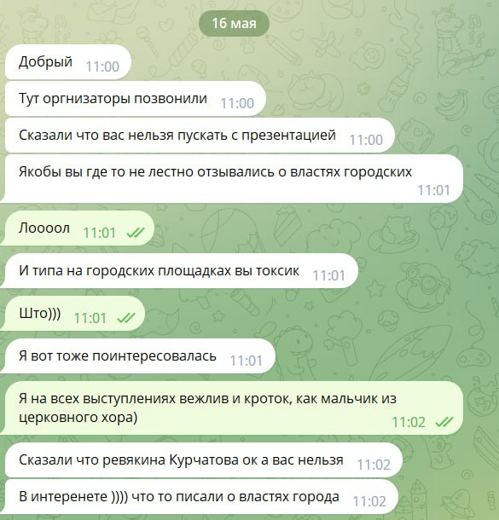 16 мая
Добрый 11:00
Тут оргнизаторы позвонили 11:00
Сказали что вас нельзя пускать с презентацией 11:00
Якобы вы где то не лестно отзывались о властях городских
11:01
Лоооол 11:01
И типа на городских площадках вы токсик 11:01
Што))) 11:01
Я вот тоже поинтересовалась 11:01
Я на всех выступлениях вежлив и кроток, как мальчик из
церковного хора) 11:02
Сказали что ревякина Курчатова ок а вас нельзя 11:02
В интеренете )))) что то писали о властях города 11:02